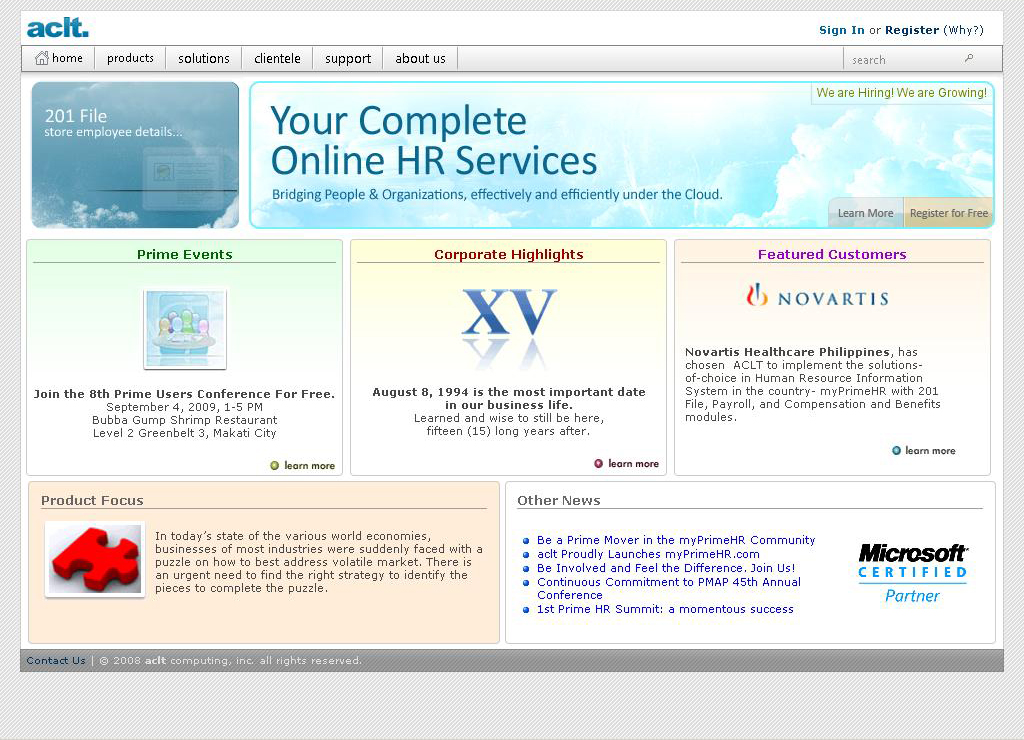 aclt.
Sign In or Register (Why?)
home
products
solutions
clientele
support
about us
search
201 File
store employee details...
We are Hiring! We are Growing!
Your Complete
Online HR Services
Bridging People & Organizations, effectively and efficiently under the Cloud.
Learn More
Register for Free
Prime Events
Join the 8th Prime Users Conference For Free.
September 4, 2009, 1-5 PM
Bubba Gump Shrimp Restaurant
Level 2 Greenbelt 3, Makati City
learn more
Corporate Highlights
XV
August 8, 1994 is the most important date
in our business life.
Learned and wise to still be here,
fifteen (15) long years after.
learn more
Featured Customers
NOVARTIS
Novartis Healthcare Philippines, has
chosen ACLT to implement the solutions-
of-choice in Human Resource Information
System in the country- myPrimeHR with 201
File, Payroll, and Compensation and Benefits
modules.
learn more
Product Focus
In today's state of the various world economies,
businesses of most industries were suddenly faced with a
puzzle on how to best address volatile market. There is
an urgent need to find the right strategy to identify the
pieces to complete the puzzle.
Other News
Be a Prime Mover in the myPrimeHR Community
aclt Proudly Launches myPrimeHR.com
Be Involved and Feel the Difference. Join Us!
Continuous Commitment to PMAP 45th Annual
Conference
1st Prime HR Summit: a momentous success
Microsoft
CERTIFIED
Partner
Contact Us | © 2008 aclt computing, inc. all rights reserved.